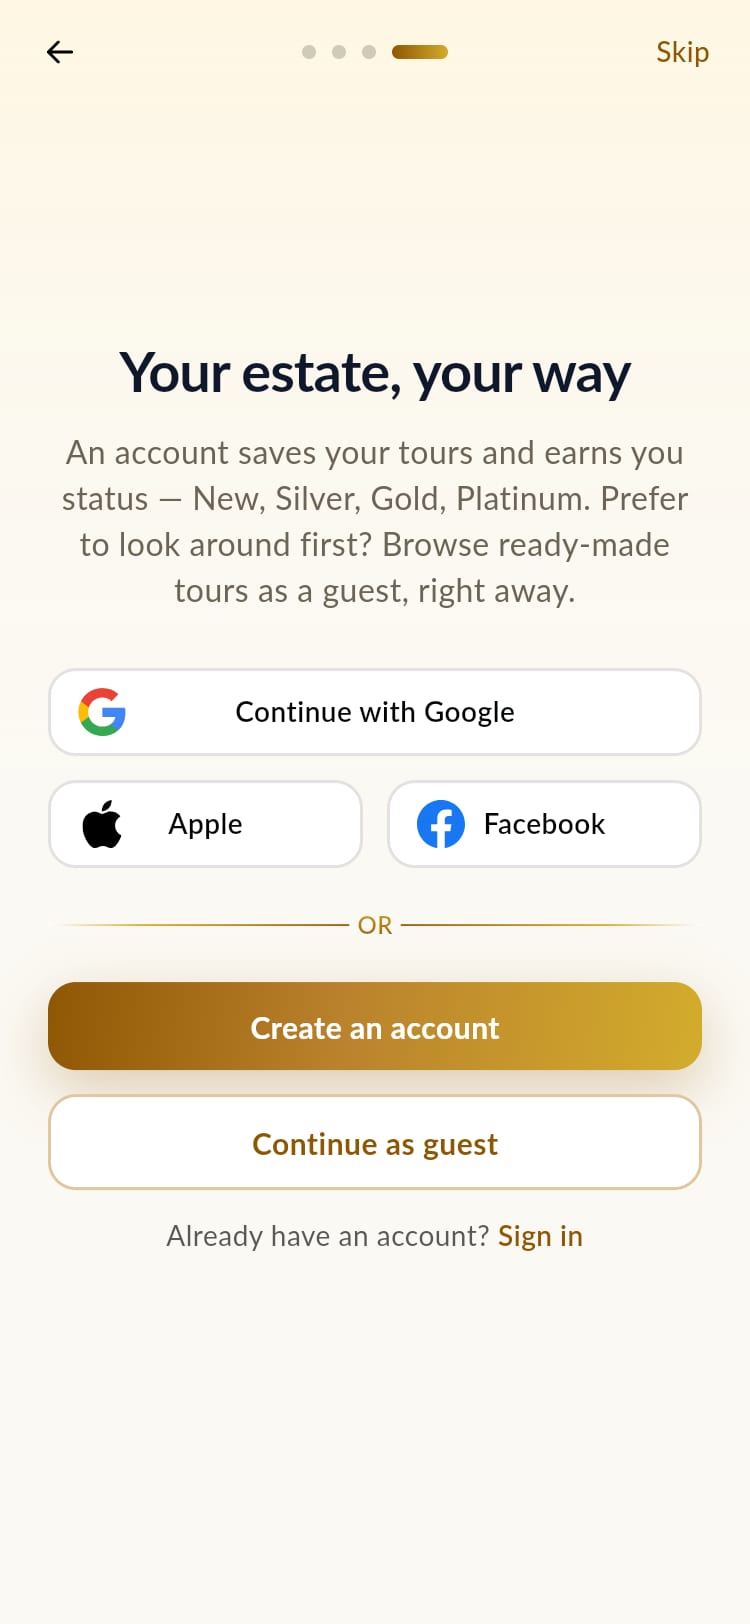 Skip
Your estate, your way
An account saves your tours and earns you
status — New, Silver, Gold, Platinum. Prefer
to look around first? Browse ready-made
tours as a guest, right away.
Continue with Google
Apple
Facebook
OR
Create an account
Continue as guest
Already have an account? Sign in